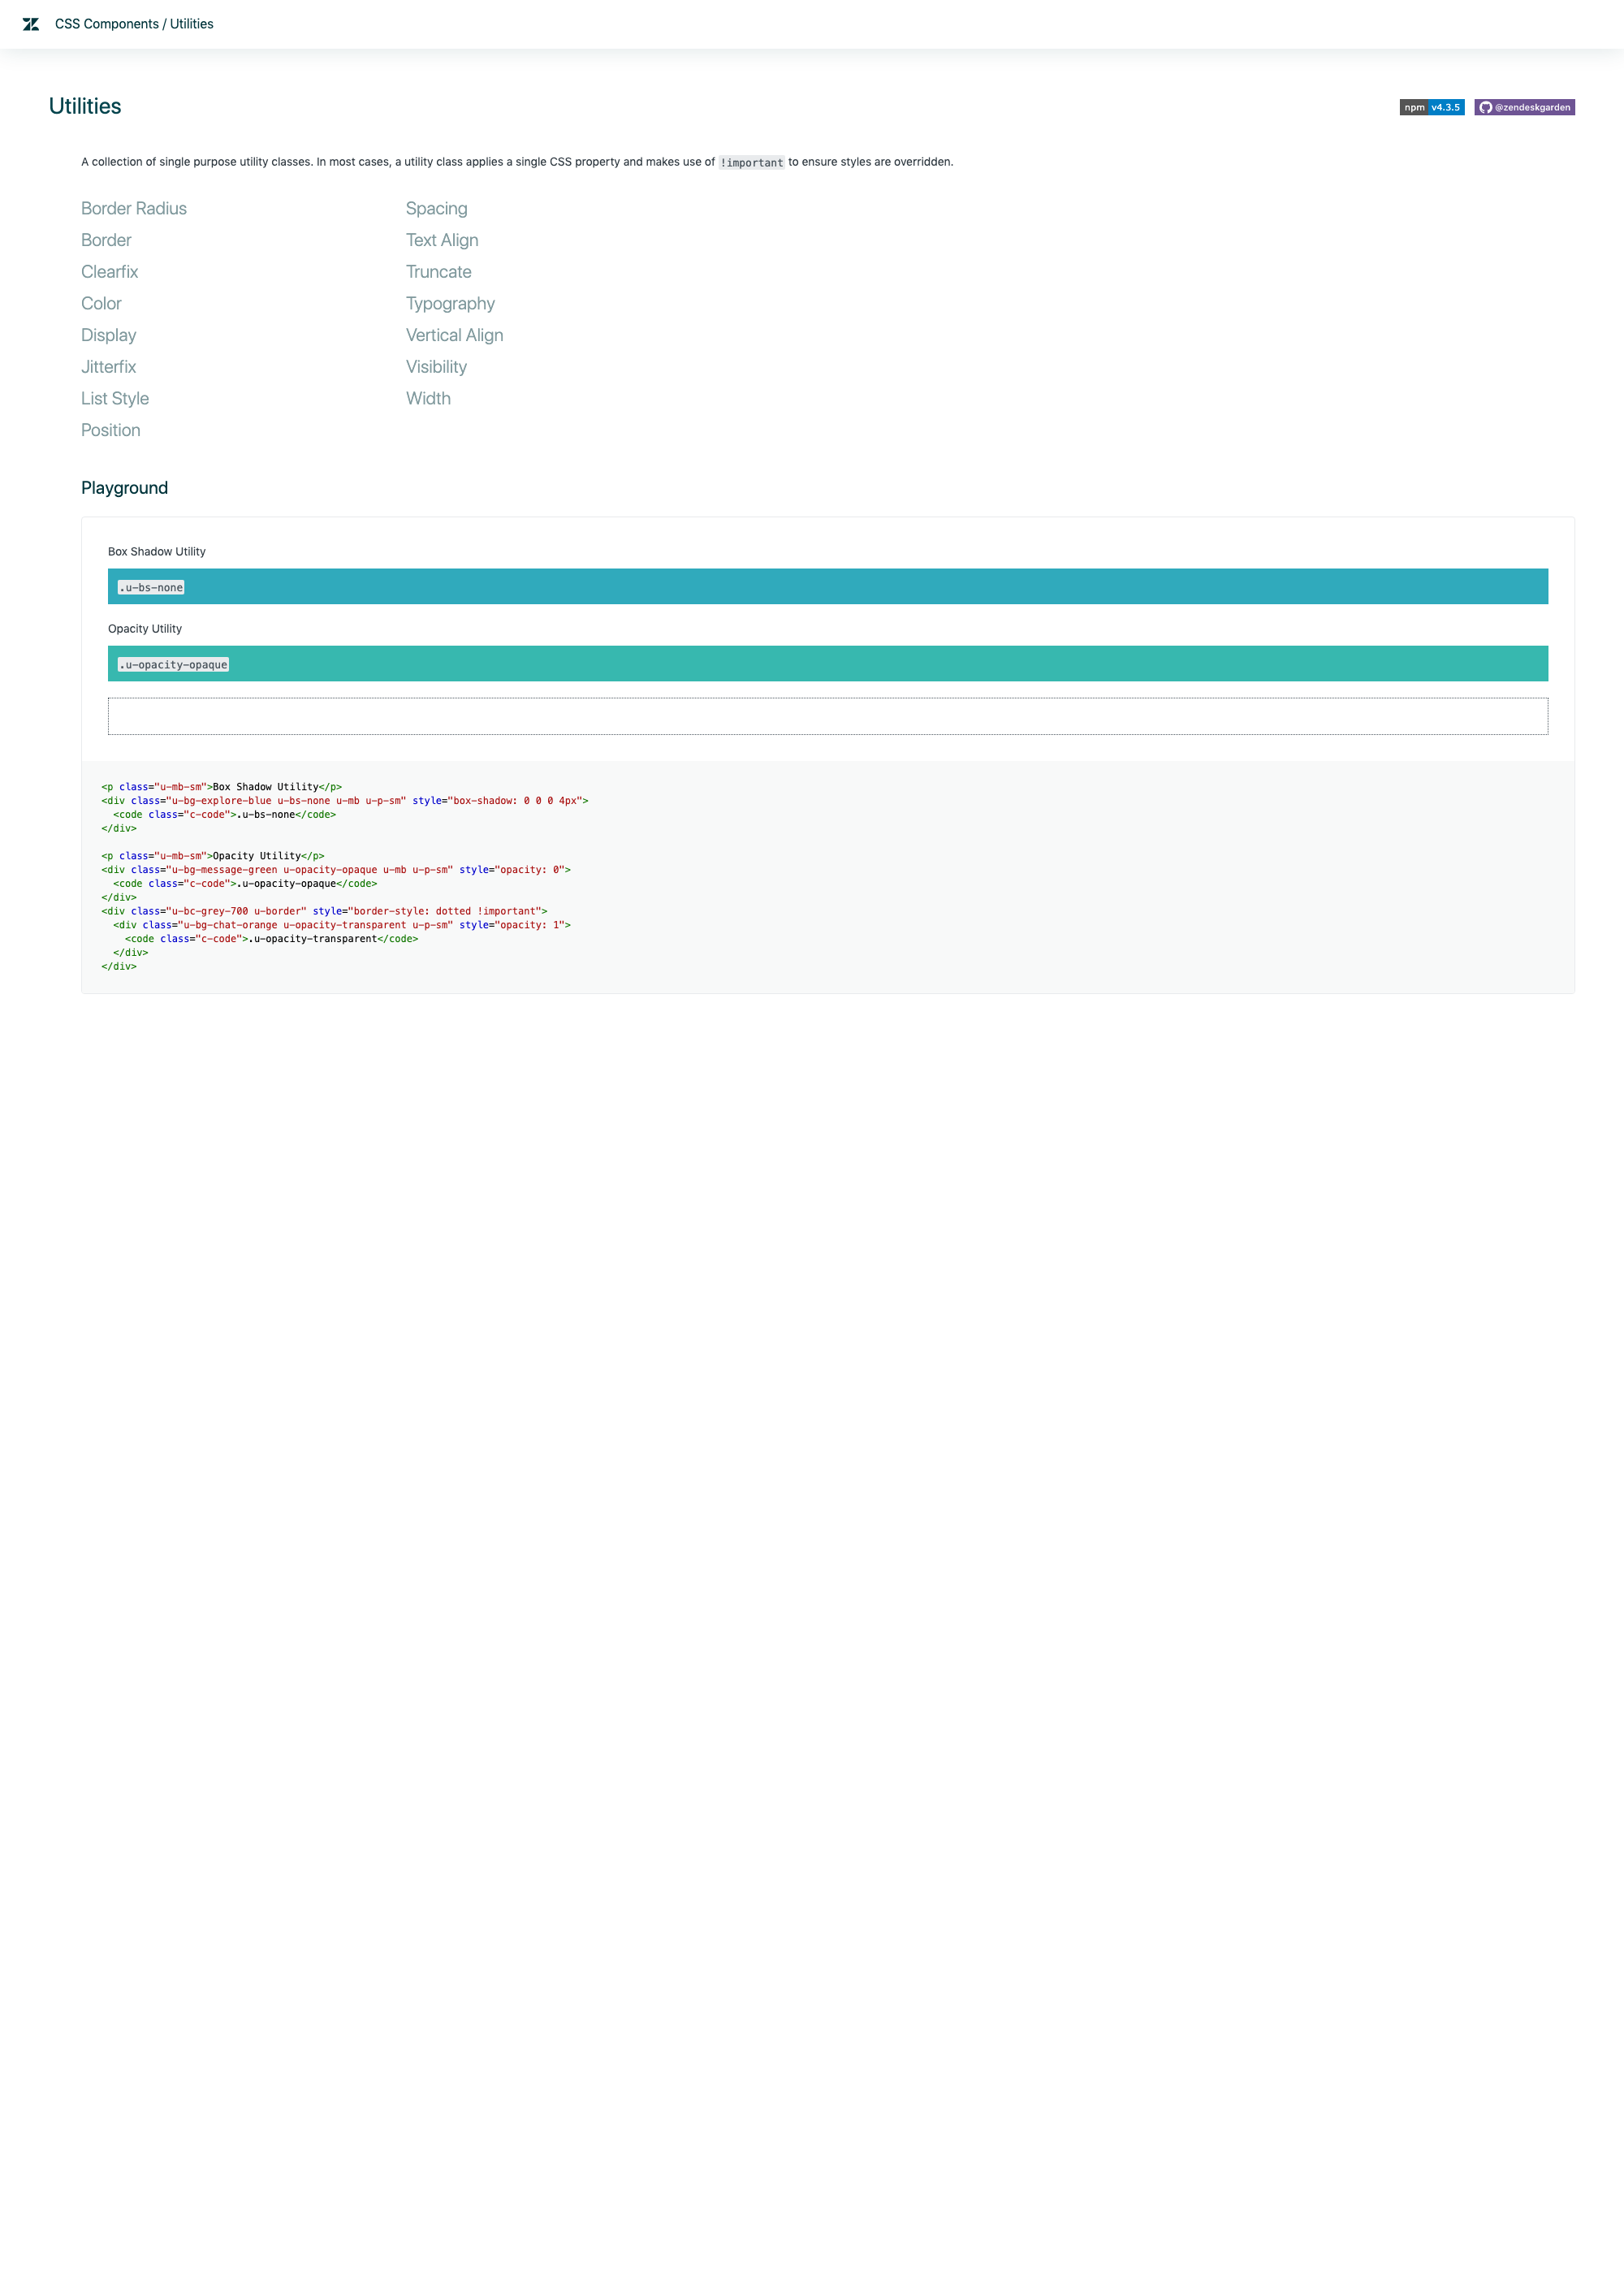 CSS Components / Utilities
Utilities
npm v4.3.5
@zendeskgarden
A collection of single purpose utility classes. In most cases, a utility class applies a single CSS property and makes use of !important to ensure styles are overridden.
Border Radius
Border
Clearfix
Color
Display
Jitterfix
List Style
Position
Spacing
Text Align
Truncate
Typography
Vertical Align
Visibility
Width
Playground
Box Shadow Utility
.u-bs-none
Opacity Utility
.u-opacity-opaque
<p class="u-mb-sm">Box Shadow Utility</p>
<div class="u-bg-explore-blue u-bs-none u-mb u-p-sm" style="box-shadow: 0 0 0 4px">
  <code class="c-code">.u-bs-none</code>
</div>
<p class="u-mb-sm">Opacity Utility</p>
<div class="u-bg-message-green u-opacity-opaque u-mb u-p-sm" style="opacity: 0">
  <code class="c-code">.u-opacity-opaque</code>
</div>
<div class="u-bc-grey-700 u-border" style="border-style: dotted !important">
  <div class="u-bg-chat-orange u-opacity-transparent u-p-sm" style="opacity: 1">
    <code class="c-code">.u-opacity-transparent</code>
  </div>
</div>